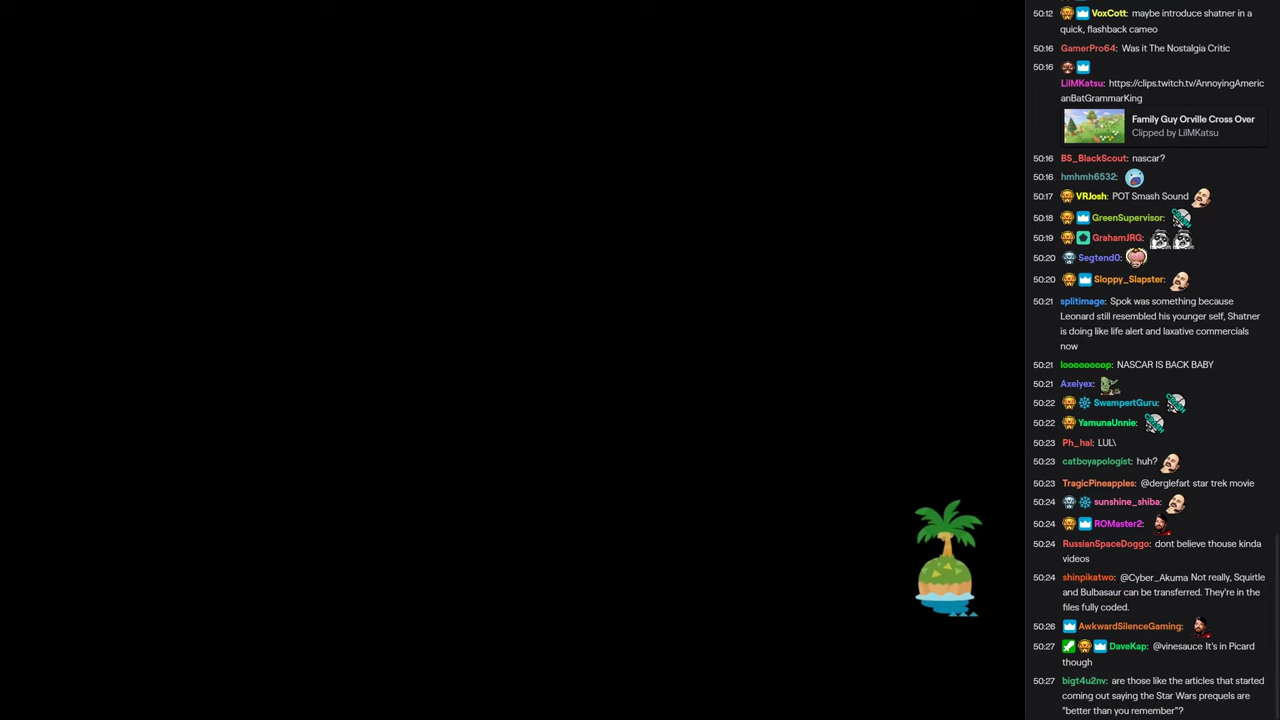 50:12 VoxCott: maybe introduce shatner in a
quick, flashback cameo
50:16 GamerPro64: Was it The Nostalgia Critic
50:16
LilMKatsu: https://clips.twitch.tv/AnnoyingAmeric
anBatGrammarKing
Family Guy Orville Cross Over
Clipped by LilMKatsu
50:16 BS_BlackScout: nascar?
50:16 hmhmh6532:
50:17 VRJosh: POT Smash Sound
50:18 GreenSupervisor:
50:19 GrahamJRG:
50:20 Segtend0:
50:20 Sloppy_Slapster:
50:21 splitimage: Spok was something because
Leonard still resembled his younger self, Shatner
is doing like life alert and laxative commercials
now
50:21 loooooooop: NASCAR IS BACK BABY
50:21 Axelyex:
50:22 SwampertGuru:
50:22 YamunaUnnie:
50:23 Ph_hal: LUL\
50:23 catboyapologist: huh?
50:23 TragicPineapples: @derglefart star trek movie
50:24 sunshine_shiba:
50:24 ROMaster2:
50:24 RussianSpaceDoggo: dont believe thouse kinda
videos
50:24 shinpikatwo: @Cyber_Akuma Not really, Squirtle
and Bulbasaur can be transferred. They're in the
files fully coded.
50:26 AwkwardSilenceGaming:
50:27 DaveKap: @vinesauce It's in Picard
though
50:27 bigt4u2nv: are those like the articles that started
coming out saying the Star Wars prequels are
"better than you remember"?